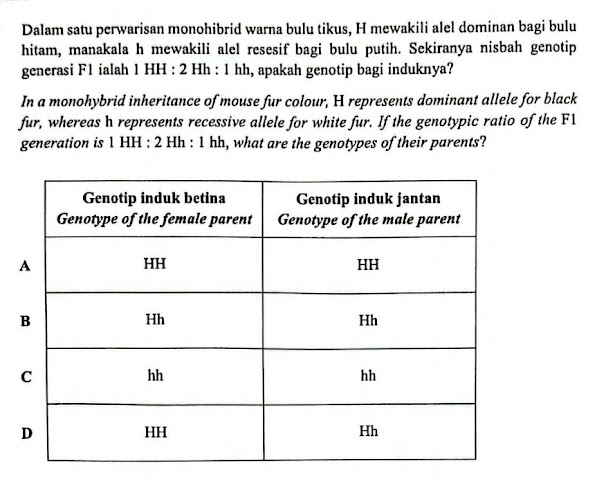 Dalam satu perwarisan monohibrid warna bulu tikus, H mewakili alel dominan bagi bulu
hitam, manakala h mewakili alel resesif bagi bulu putih. Sekiranya nisbah genotip
generasi F1 ialah 1 HH : 2 Hh : 1 hh, apakah genotip bagi induknya?
In a monohybrid inheritance of mouse fur colour, H represents dominant allele for black
fur, whereas h represents recessive allele for white fur. If the genotypic ratio of the F1
generation is 1 HH : 2 Hh : 1 hh, what are the genotypes of their parents?
Genotip induk betina Genotip induk jantan
Genotype of the female parent Genotype of the male parent
A HH HH
B Hh Hh
C hh hh
D HH Hh